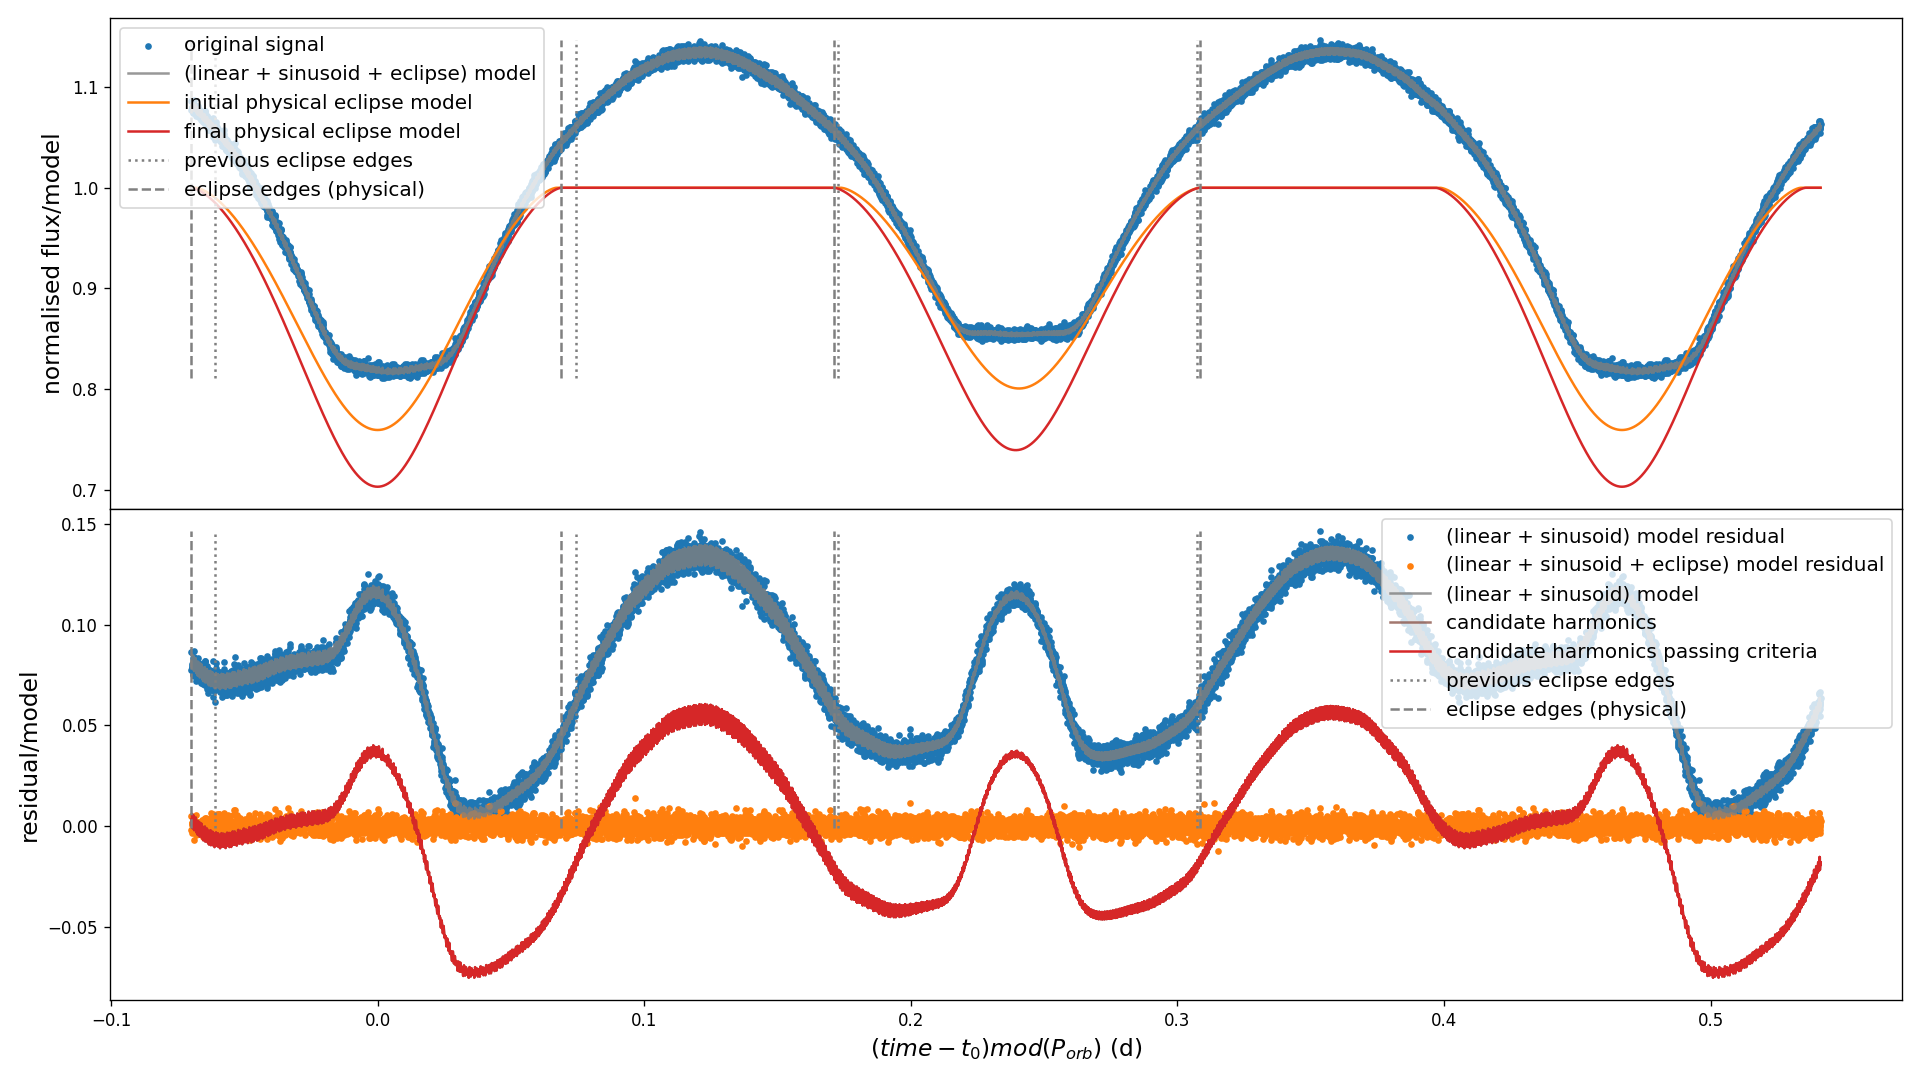 original signal
(linear + sinusoid + eclipse) model
initial physical eclipse model
final physical eclipse model
previous eclipse edges
eclipse edges (physical)
normalised flux/model
1.1
1.0
0.9
0.8
0.7
(linear + sinusoid) model residual
(linear + sinusoid + eclipse) model residual
(linear + sinusoid) model
candidate harmonics
candidate harmonics passing criteria
previous eclipse edges
eclipse edges (physical)
residual/model
0.15
0.10
0.05
0.00
−0.05
−0.1 0.0 0.1 0.2 0.3 0.4 0.5
(time − t₀)mod(P_orb) (d)